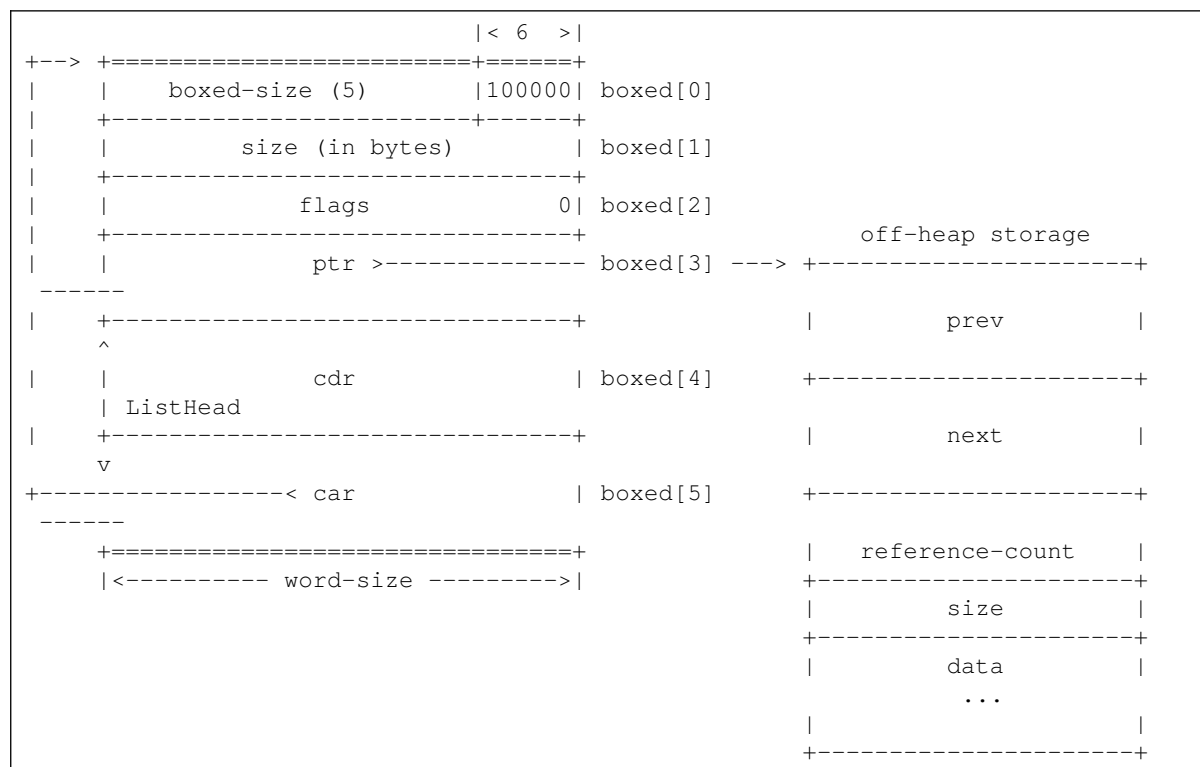 |< 6  >|
+--> +=========================+======+
|    |    boxed-size (5)       |100000| boxed[0]
|    +-------------------------+------+
|    |         size (in bytes)        | boxed[1]
|    +--------------------------------+
|    |             flags             0| boxed[2]
|    +--------------------------------+                   off-heap storage
|    |              ptr >-------------- boxed[3] ---> +----------------------+
 ------
|    +--------------------------------+               |         prev         |
     ^
|    |              cdr               | boxed[4]      +----------------------+
     | ListHead
|    +--------------------------------+               |         next         |
     v
+-----------------< car               | boxed[5]      +----------------------+
 ------
     +================================+               |   reference-count    |
     |<---------- word-size --------->|               +----------------------+
                                                      |         size         |
                                                      +----------------------+
                                                      |         data         |
                                                                 ...
                                                      |                      |
                                                      +----------------------+